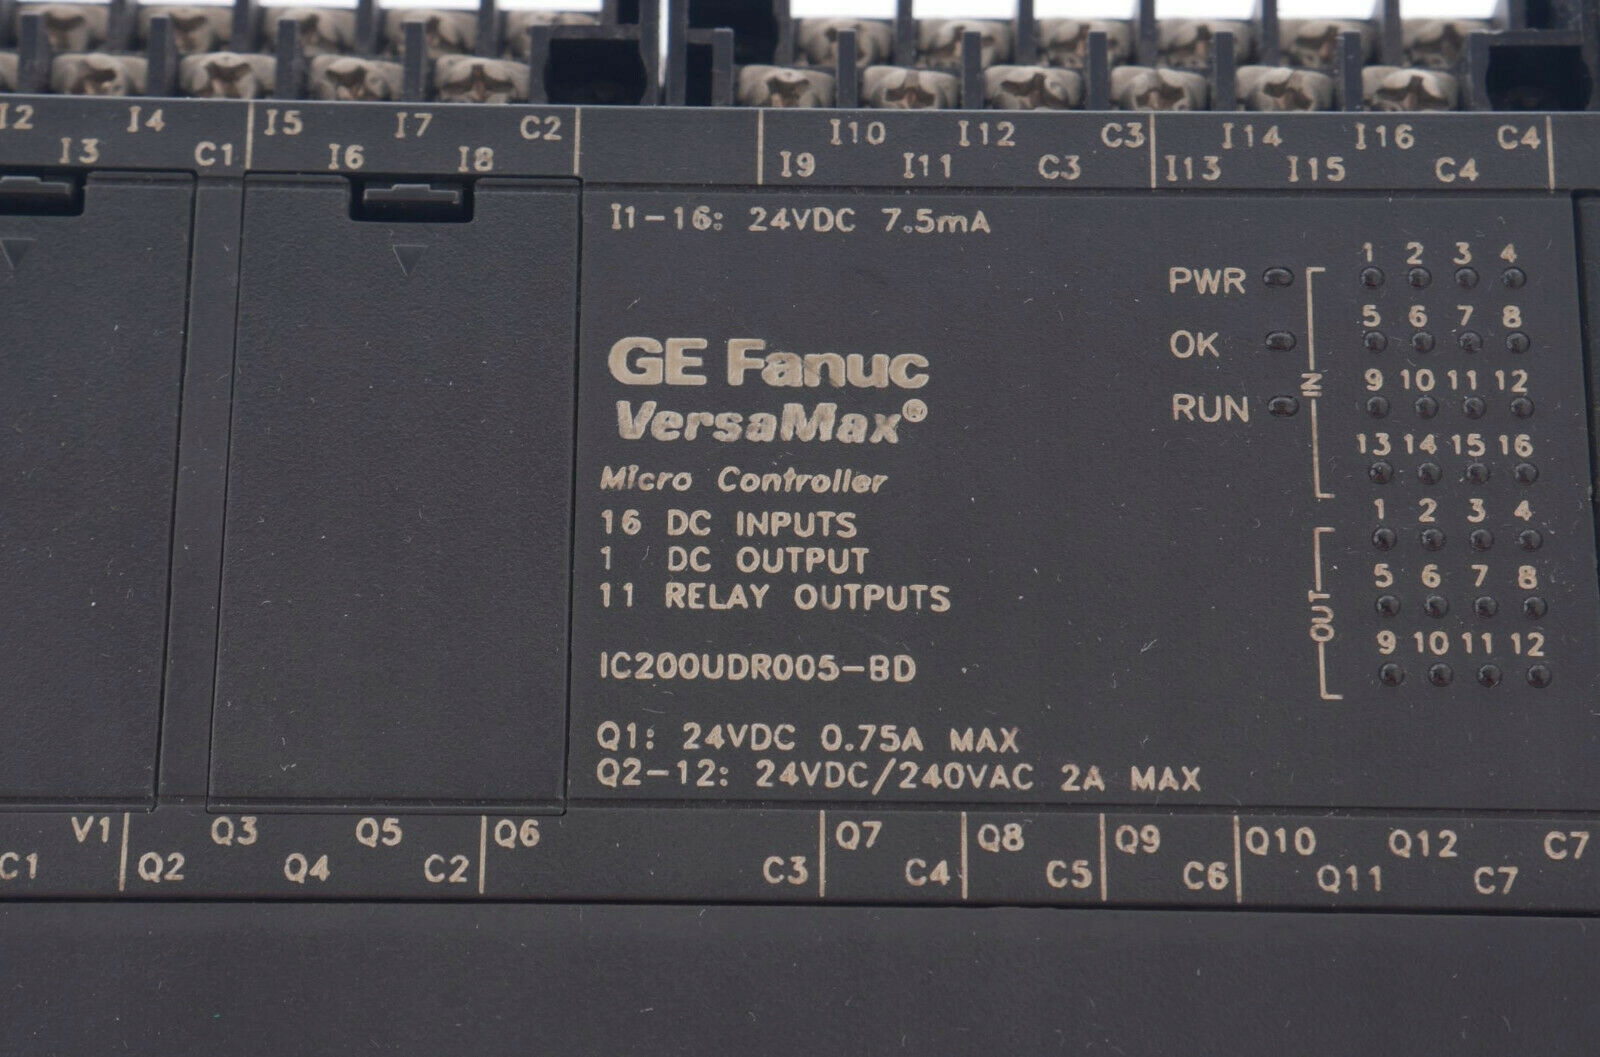 I2 I4 I5 I7 C2 I10 I12 C3 I14 I16 C4
I3 C1 I6 I8 I9 I11 C3 I13 I15 C4
I1-16: 24VDC 7.5mA
PWR
OK
RUN
IN
1 2 3 4
5 6 7 8
9 10 11 12
13 14 15 16
OUT
1 2 3 4
5 6 7 8
9 10 11 12
GE Fanuc
VersaMax®
Micro Controller
16 DC INPUTS
1 DC OUTPUT
11 RELAY OUTPUTS
IC200UDR005-BD
Q1: 24VDC 0.75A MAX
Q2-12: 24VDC/240VAC 2A MAX
V1 Q3 Q5 Q6 Q7 Q8 Q9 Q10 Q12 C7
C1 Q2 Q4 C2 C3 C4 C5 C6 Q11 C7